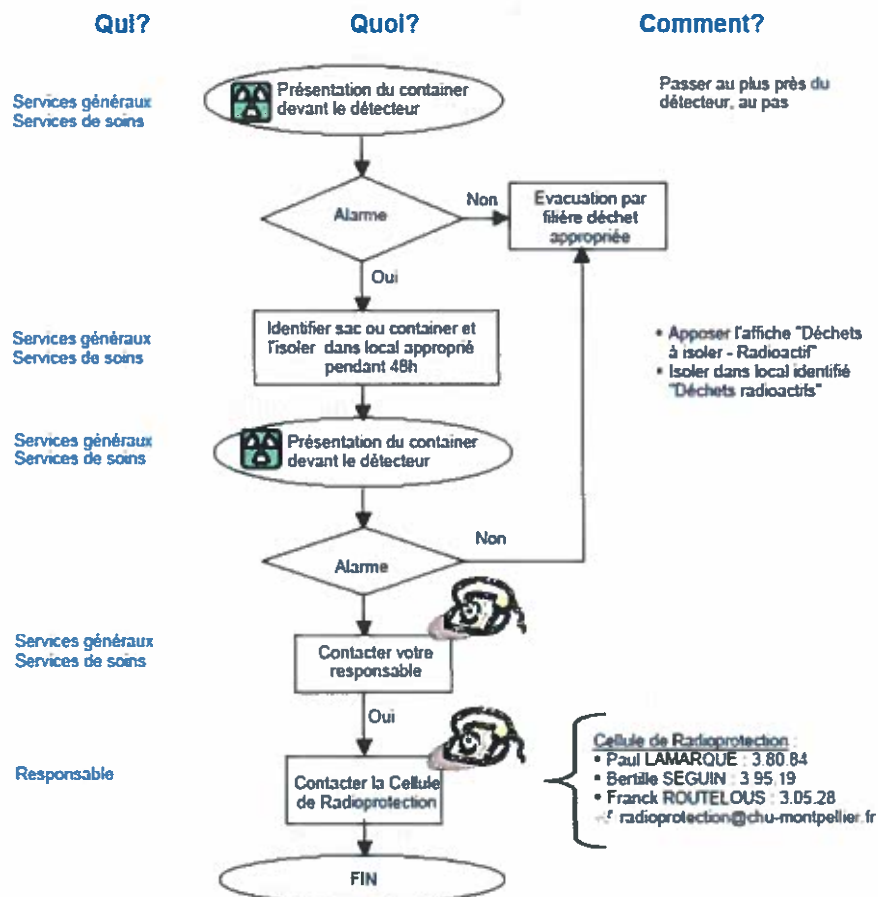 Qui?
Quoi?
Comment?
Services généraux
Services de soins
Présentation du container
devant le détecteur
Passer au plus près du
détecteur, au pas
Alarme
Non
Evacuation par
filière déchet
appropriée
Oui
Services généraux
Services de soins
Identifier sac ou container et
l'isoler dans local approprié
pendant 48h
• Apposer l'affiche "Déchets
à isoler - Radioactif"
• Isoler dans local identifié
"Déchets radioactifs"
Services généraux
Services de soins
Présentation du container
devant le détecteur
Alarme
Non
Services généraux
Services de soins
Contacter votre
responsable
Oui
Responsable
Contacter la Cellule
de Radioprotection
Cellule de Radioprotection :
• Paul LAMARQUE : 3.80.84
• Bertille SEGUIN : 3.95.19
• Franck ROUTELOUS : 3.05.28
radioprotection@chu-montpellier.fr
FIN